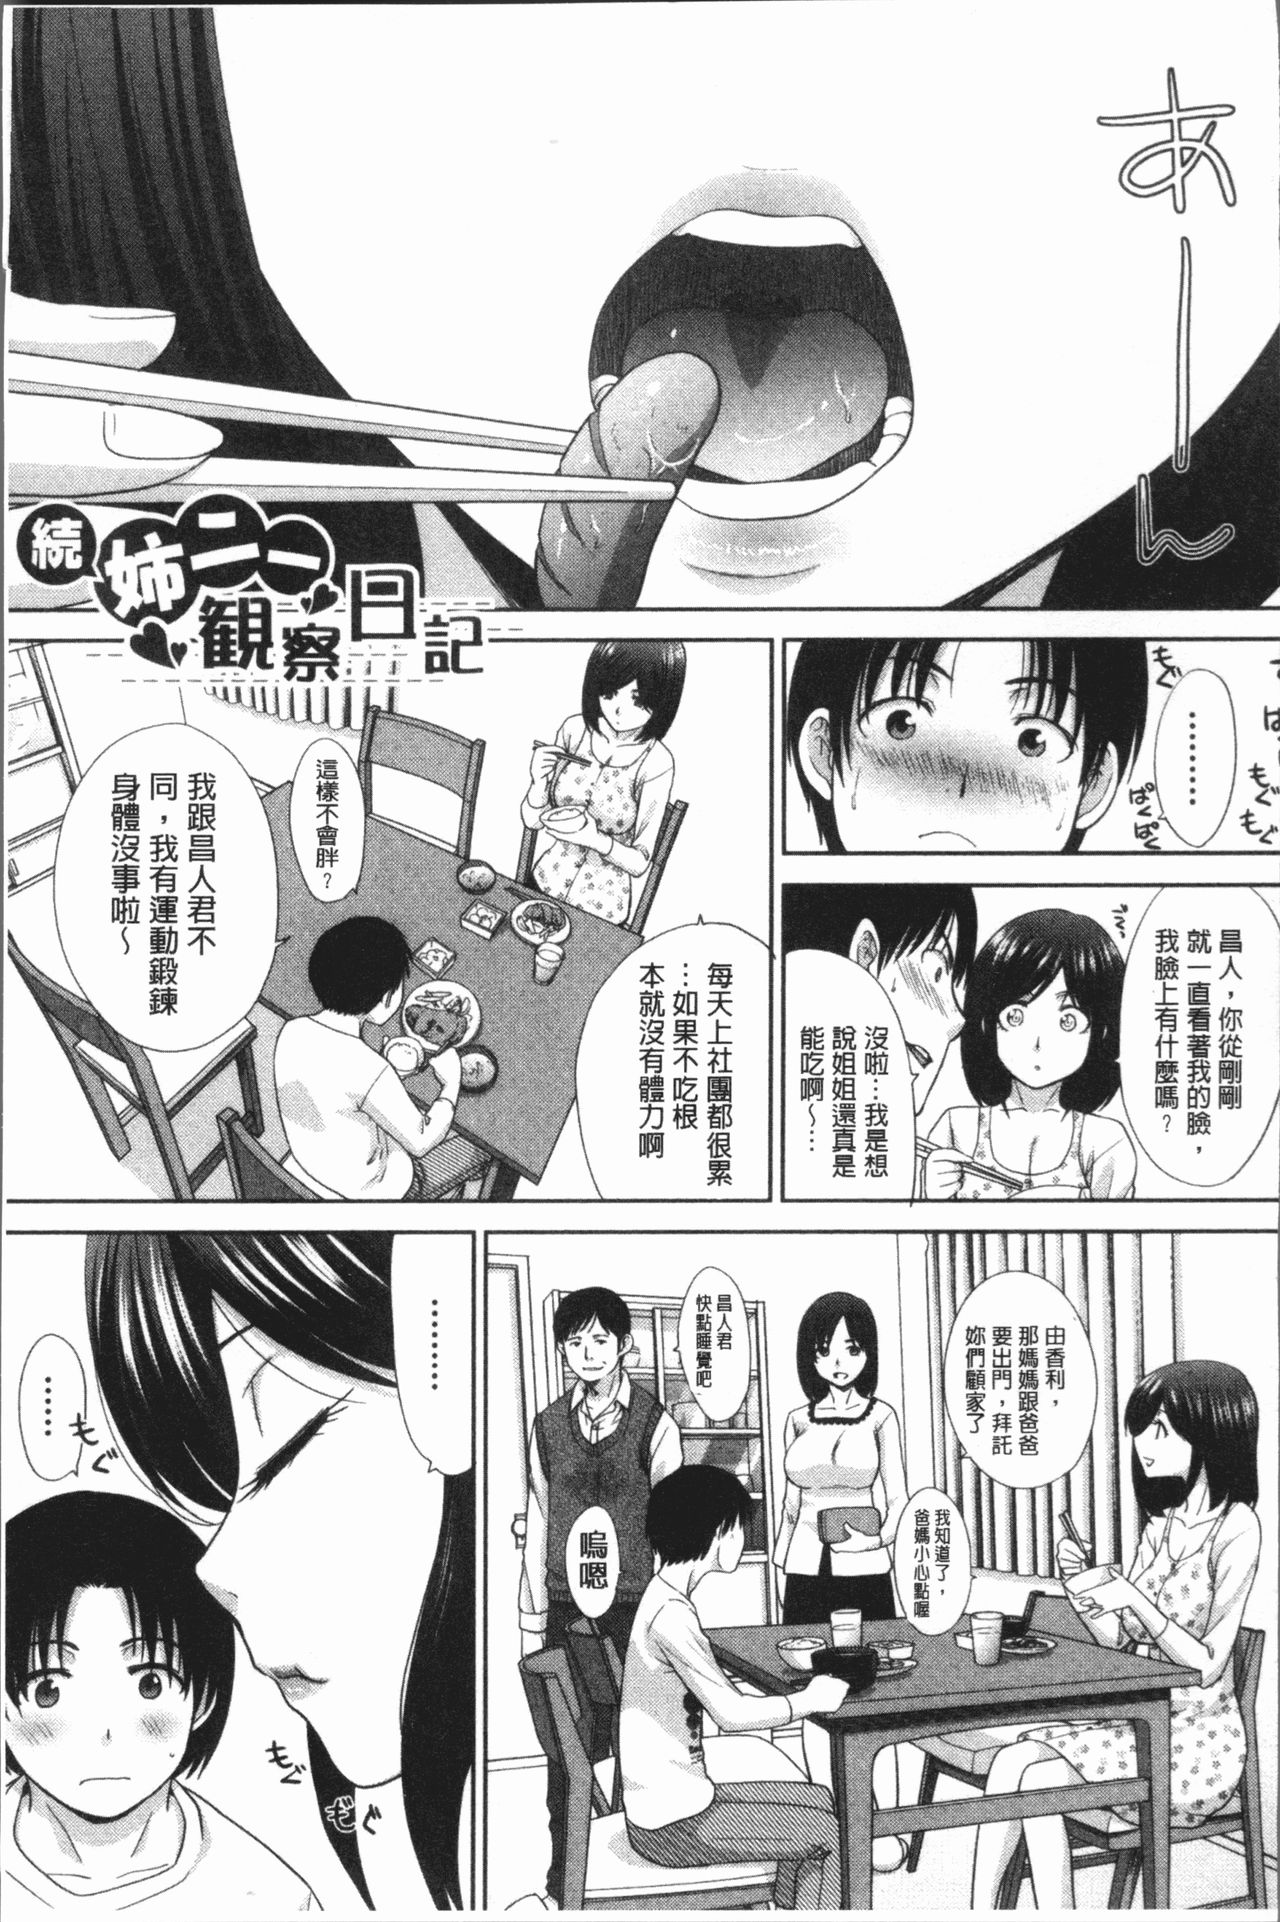 あーーん
続
姉ニー
観察日記
もぐ
………
ぱくぱく
もぐもぐ
昌人，你從剛剛
就一直看著我的臉，
我臉上有什麼嗎？
沒啦…我是想
說姐姐還真是
能吃啊～…
每天上社團都很累
…如果不吃根
本就沒有體力啊
這樣不會胖？
我跟昌人君不
同，我有運動鍛鍊
身體沒事啦～
由香利，
那媽媽跟爸爸
要出門，拜託
妳們顧家了
我知道了，
爸媽小心點喔
昌人君
快點睡覺吧
嗚嗯
………
……
もぐ
もぐ
もぐ